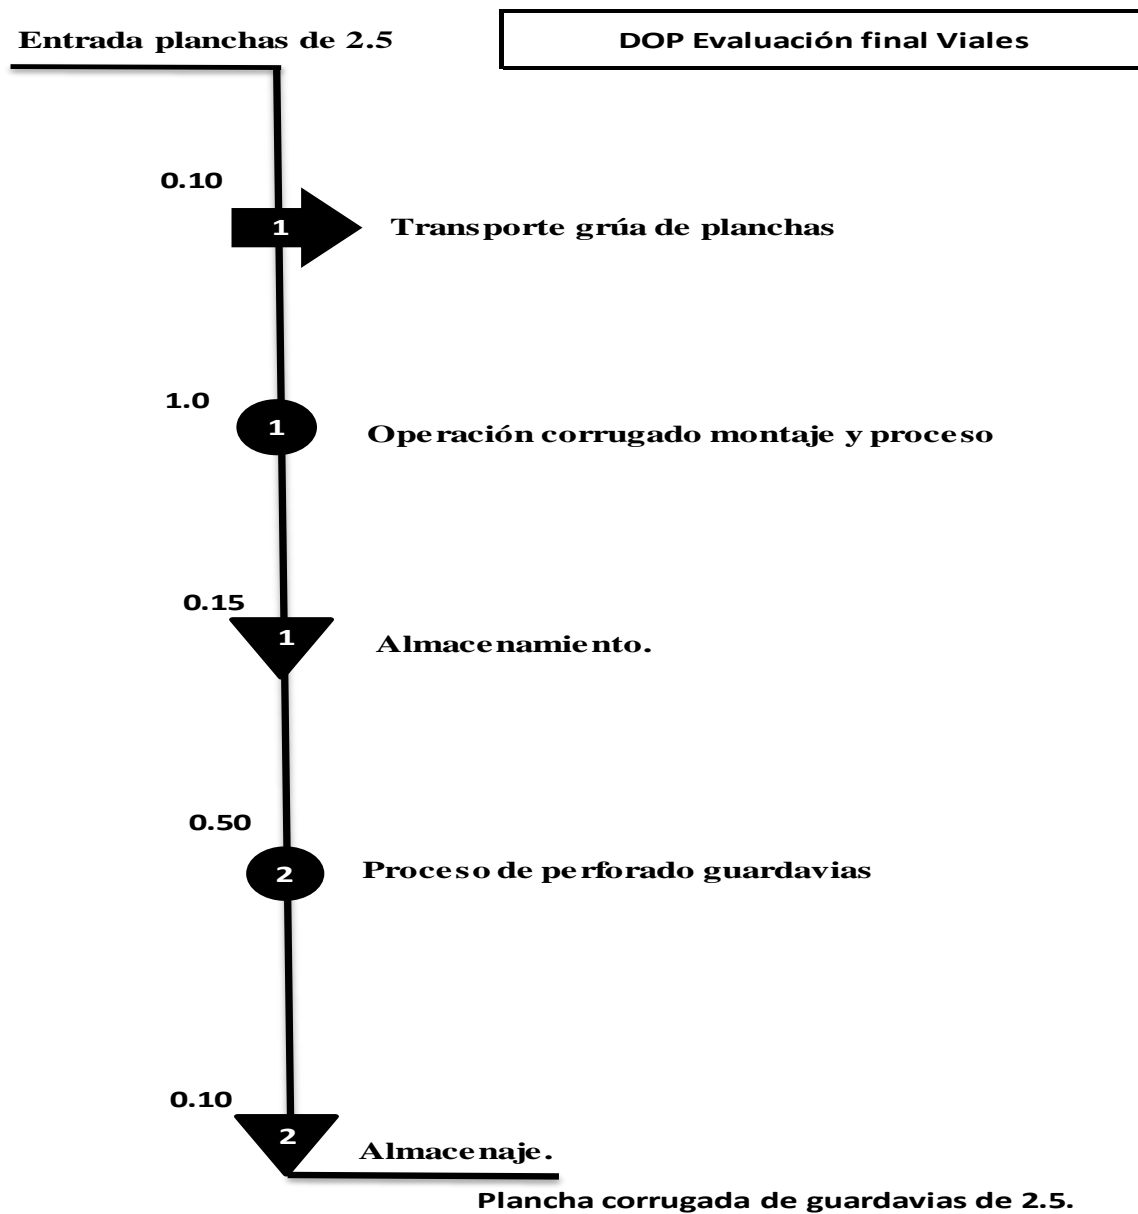 Entrada planchas de 2.5
DOP Evaluación final Viales
0.10
1
Transporte grúa de planchas
1.0
1
Operación corrugado montaje y proceso
0.15
1
Almacenamiento.
0.50
2
Proceso de perforado guardavias
0.10
2
Almacenaje.
Plancha corrugada de guardavias de 2.5.